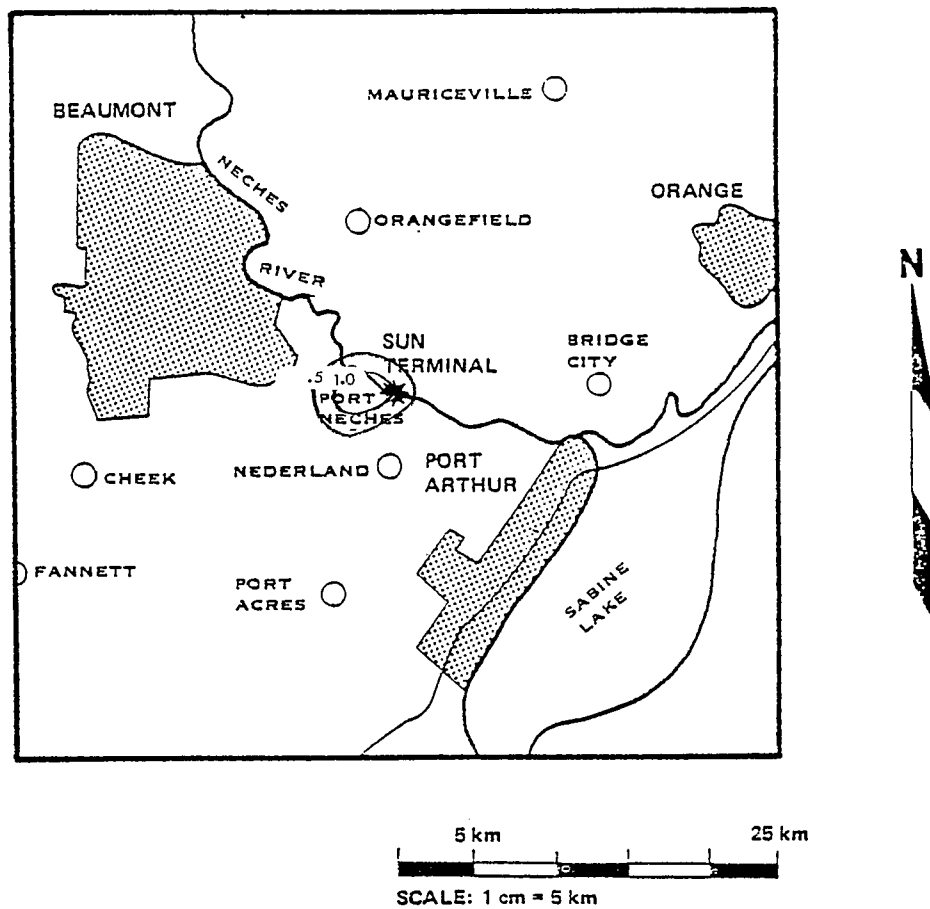 MAURICEVILLE
BEAUMONT
NECHES
RIVER
ORANGE
ORANGEFIELD
N
SUN
TERMINAL
BRIDGE
CITY
.5 1.0
PORT
NECHES
NEDERLAND
PORT
ARTHUR
CHEEK
FANNETT
PORT
ACRES
SABINE
LAKE
5 km
25 km
SCALE: 1 cm = 5 km